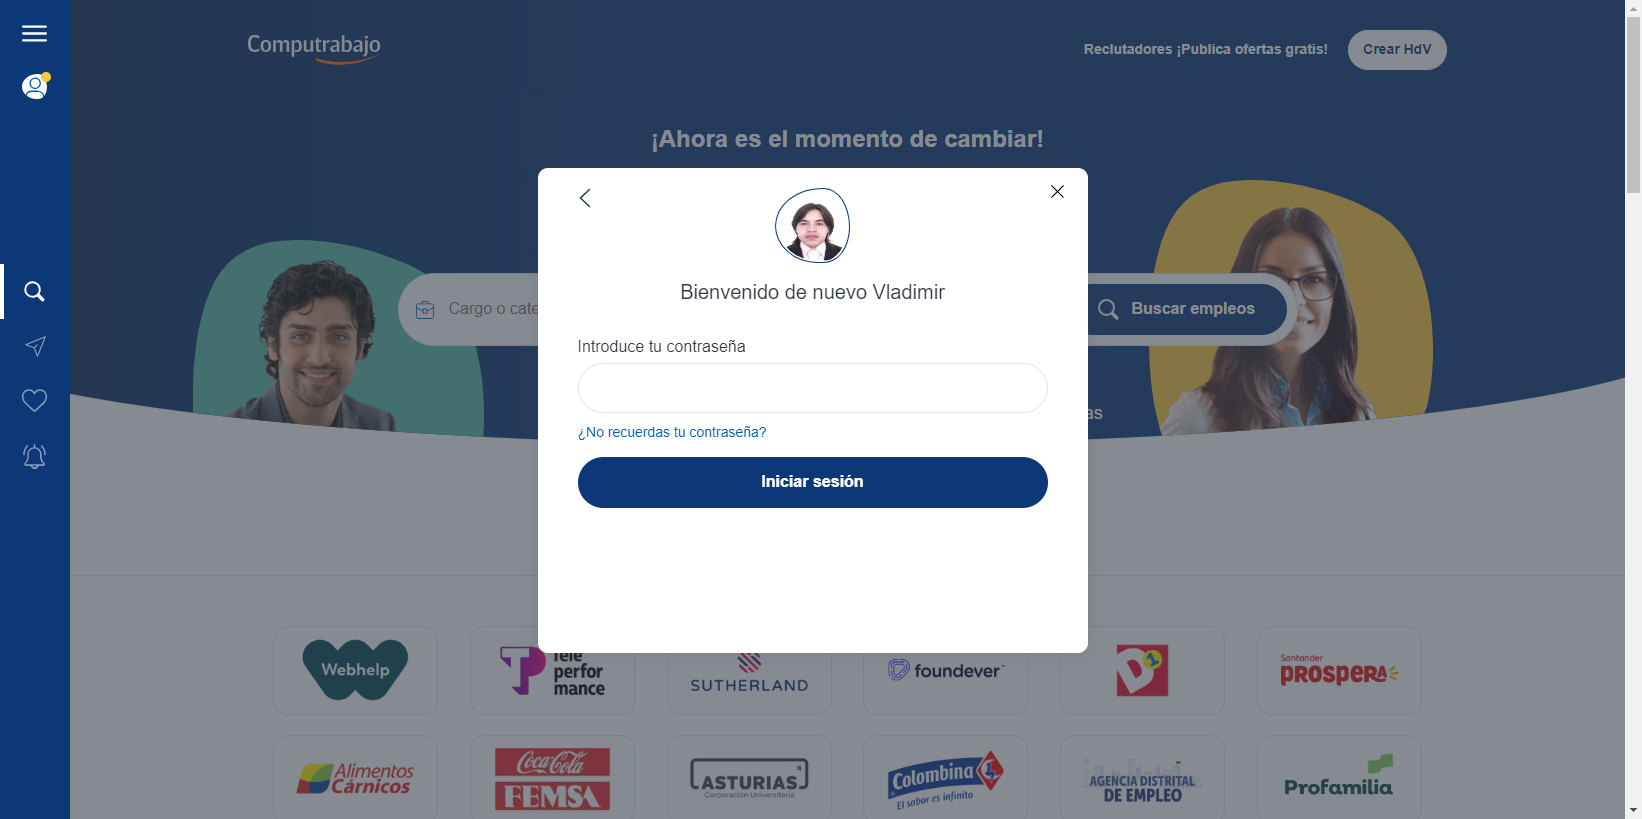 Computrabajo
Reclutadores ¡Publica ofertas gratis!
Crear HdV
¡Ahora es el momento de cambiar!
Bienvenido de nuevo Vladimir
Cargo o cate
Buscar empleos
Introduce tu contraseña
as
¿No recuerdas tu contraseña?
Iniciar sesión
Webhelp
Tele
perfor
mance
SUTHERLAND
foundever
D1
Santander
PROSPERA
Alimentos
Cárnicos
Coca-Cola
FEMSA
ASTURIAS
Corporación Universitaria
Colombina
El sabor es infinito
AGENCIA DISTRITAL
DE EMPLEO
Profamilia